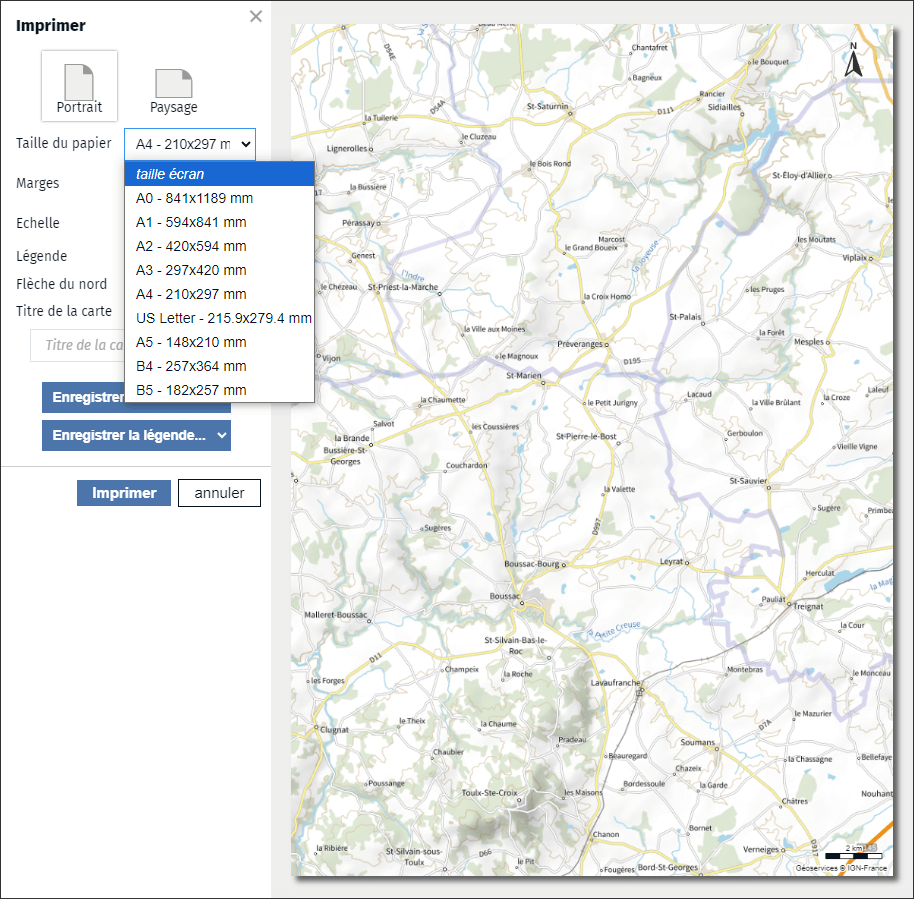 Imprimer
Portrait
Paysage
Taille du papier
A4 - 210x297 m
Marges
Echelle
Légende
Flèche du nord
Titre de la carte
Titre de la ca
taille écran
A0 - 841x1189 mm
A1 - 594x841 mm
A2 - 420x594 mm
A3 - 297x420 mm
A4 - 210x297 mm
US Letter - 215.9x279.4 mm
A5 - 148x210 mm
B4 - 257x364 mm
B5 - 182x257 mm
Enregistrer
Enregistrer la légende...
Imprimer
annuler
D54E
Chantafret
N
le Bouquet
Bagneux
Rancier
D54A
St-Saturnin
D111
Sidiailles
la Tuilerie
le Cluzeau
Lignerolles
le Bois Rond
St-Éloy-d'Allier
la Bussière
Pérassay
Marcost
le Grand Boueix
la Joyeuse
les Moutats
Genest
Viplaix
l'Indre
le Chézeau
St-Priest-la-Marche
la Croix Homo
les Pruges
St-Palais
la Ville aux Moines
la Forêt
Préveranges
Mesples
Vijon
le Magnoux
D195
St-Marien
Laleuf
la Chaumette
Lacaud
la Croze
le Petit Jurigny
la Ville Brûlant
Salvot
les Coussières
la Brande
St-Pierre-le-Bost
Gerboulon
Bussière-St-
Georges
Vieille Vigne
Couchardon
St-Sauvier
la Valette
Sugère
Primbe
Sugères
D997
Boussac-Bourg
Leyrat
Herculat
la Mag
Boussac
Pauliat
Treignat
Malleret-Boussac
la Cour
la Petite Creuse
St-Silvain-Bas-le-
Roc
D11
Champeix
la Roche
Montebras
le Monceau
les Forges
Lavaufranche
le Mazurier
le Theix
la Chaume
Clugnat
D7A
Pradeau
Soumans
Chaubier
Beauregard
la Chassagne
Bellefaye
Chazeix
Poussange
Bordessoule
la Garde
Toulx-Ste-Croix
les Maisons
Nouhant
Châtres
Bornet
Chanon
D917
la Ribière
St-Silvain-sous-
Toulx
D66
le Pit
Verneiges
2 km
Fougères
Bord-St-Georges
Géoservices © IGN-France